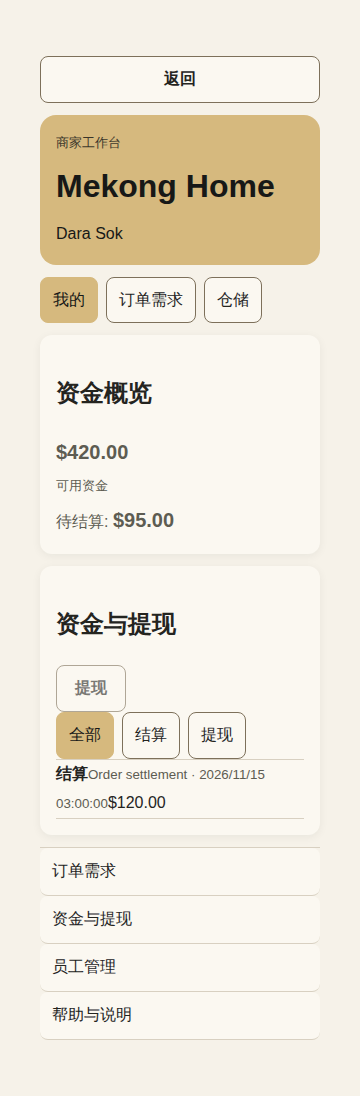 返回
商家工作台
Mekong Home
Dara Sok
我的 订单需求 仓储
资金概览
$420.00
可用资金
待结算: $95.00
资金与提现
提现
全部 结算 提现
结算Order settlement · 2026/11/15
03:00:00$120.00
订单需求
资金与提现
员工管理
帮助与说明